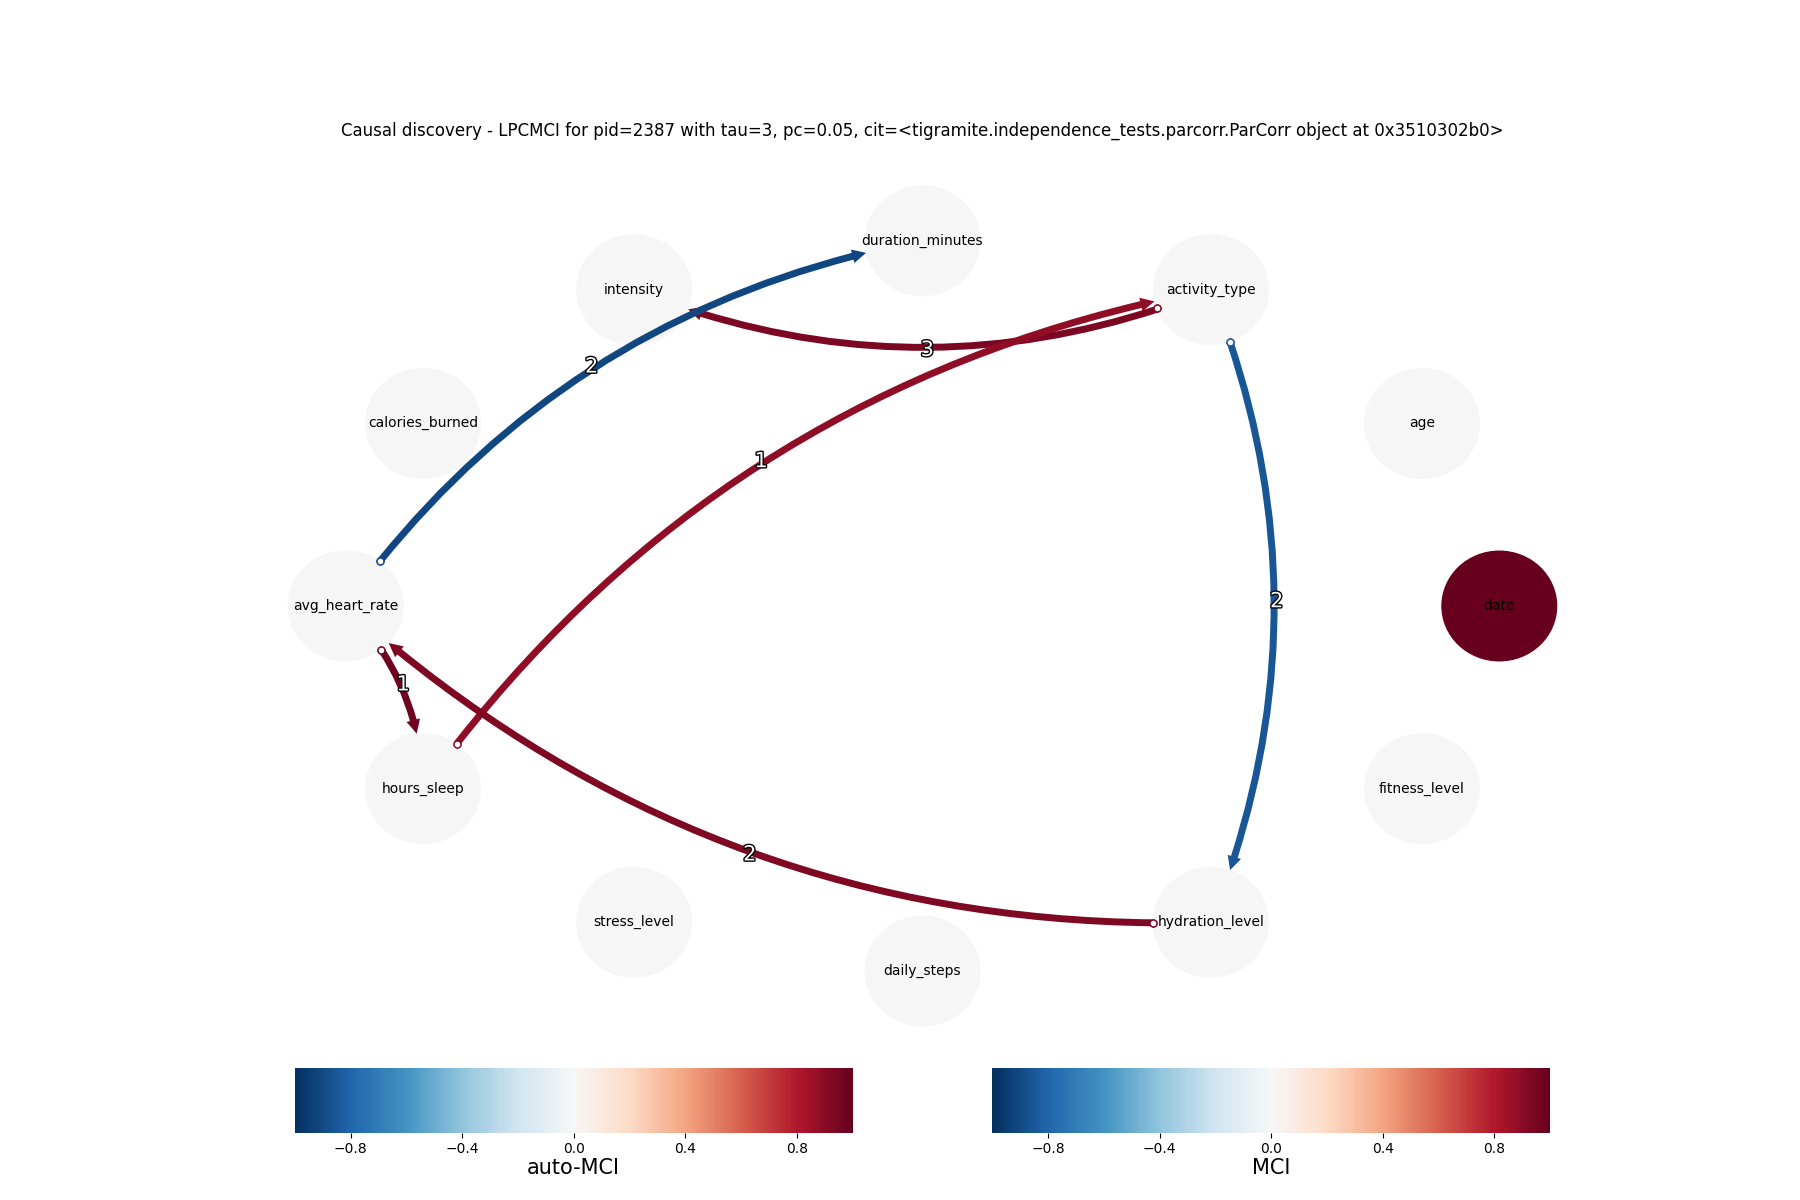 Causal discovery - LPCMCI for pid=2387 with tau=3, pc=0.05, cit=<tigramite.independence_tests.parcorr.ParCorr object at 0x3510302b0>
duration_minutes
intensity
activity_type
3
2
calories_burned
age
1
2
avg_heart_rate
date
1
hours_sleep
fitness_level
2
stress_level
hydration_level
daily_steps
−0.8 −0.4 0.0 0.4 0.8
auto-MCI
−0.8 −0.4 0.0 0.4 0.8
MCI